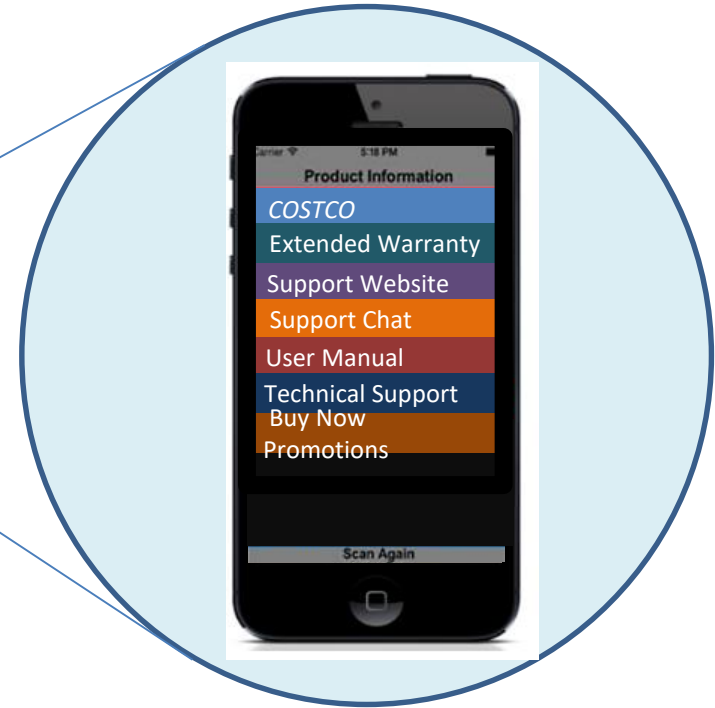 Carrier 5:18 PM
Product Information
COSTCO
Extended Warranty
Support Website
Support Chat
User Manual
Technical Support
Buy Now
Promotions
Scan Again